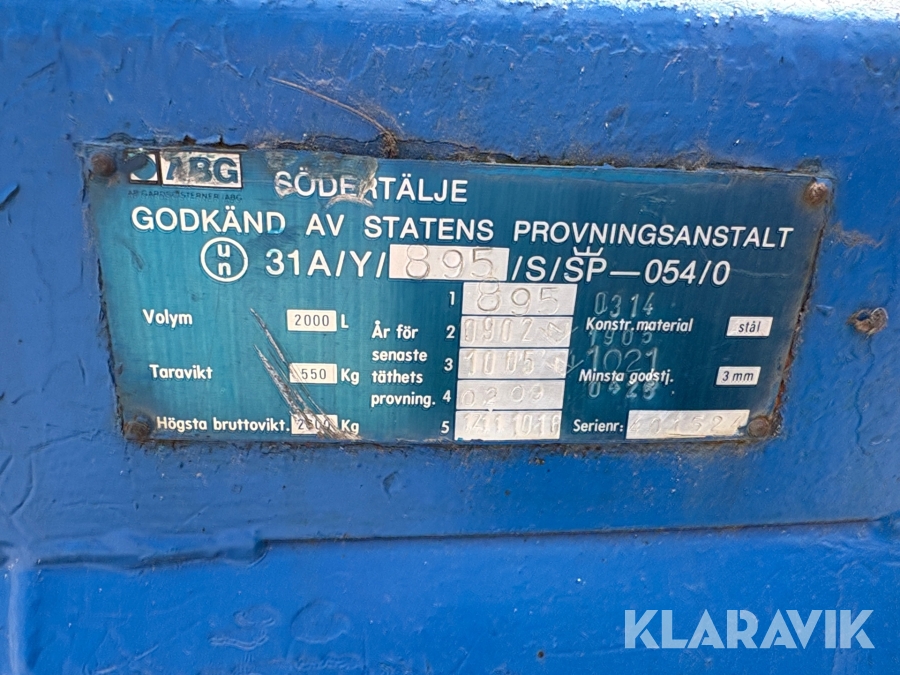 ABG
SÖDERTÄLJE
GODKÄND AV STATENS PROVNINGSANSTALT
un 31A/Y/895/S/SP-054/0
Volym 2000 L
Taravikt 550 Kg
Högsta bruttovikt. Kg
År för senaste täthets provning.
1 895 0314
2 0902
3 1005 1021
4
5
Konstr.material stål
Minsta godstj. 3mm
Serienr:
KLARAVIK